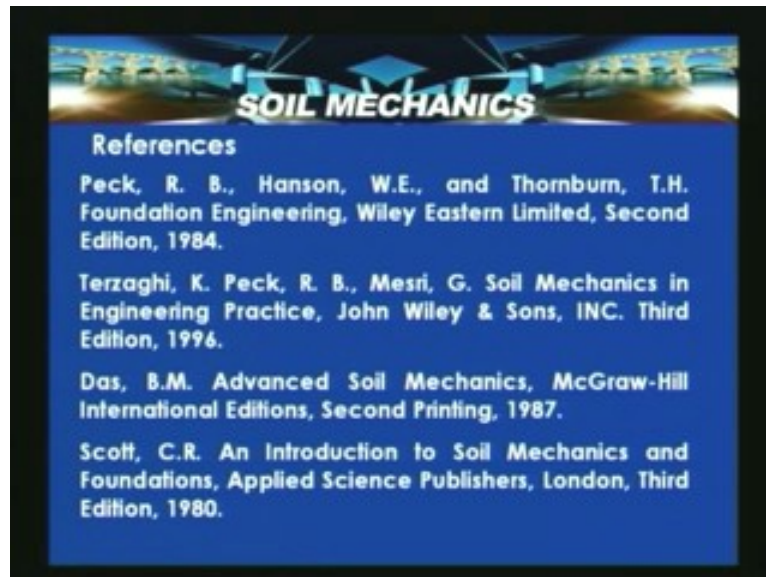 SOIL MECHANICS
References
Peck, R. B., Hanson, W.E., and Thornburn, T.H.
Foundation Engineering, Wiley Eastern Limited, Second
Edition, 1984.
Terzaghi, K. Peck, R. B., Mesri, G. Soil Mechanics in
Engineering Practice, John Wiley & Sons, INC. Third
Edition, 1996.
Das, B.M. Advanced Soil Mechanics, McGraw-Hill
International Editions, Second Printing, 1987.
Scott, C.R. An Introduction to Soil Mechanics and
Foundations, Applied Science Publishers, London, Third
Edition, 1980.